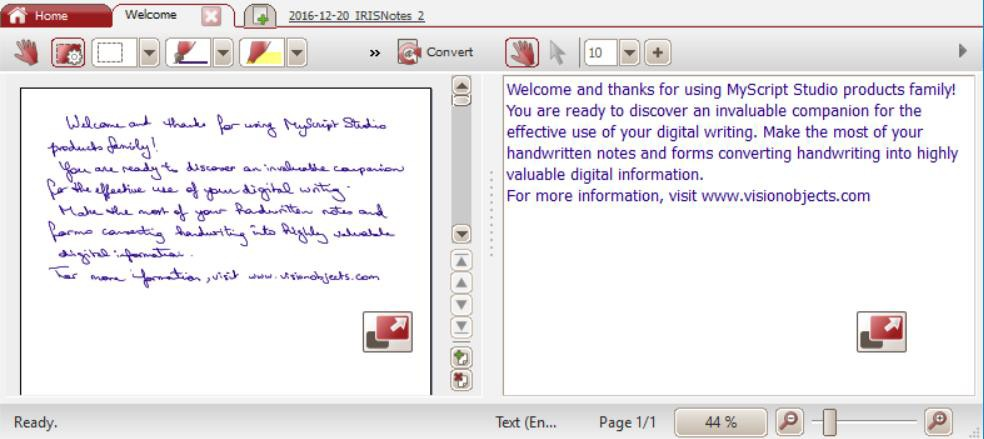 Home
Welcome
2016-12-20_IRISNotes_2
»
Convert
10
Welcome and thanks for using MyScript Studio
products family!
You are ready to discover an invaluable companion
for the effective use of your digital writing.
Make the most of your handwritten notes and
forms converting handwriting into highly valuable
digital information.
For more information, visit www.visionobjects.com
Welcome and thanks for using MyScript Studio products family!
You are ready to discover an invaluable companion for the
effective use of your digital writing. Make the most of your
handwritten notes and forms converting handwriting into highly
valuable digital information.
For more information, visit www.visionobjects.com
Ready.
Text (En...
Page 1/1
44 %